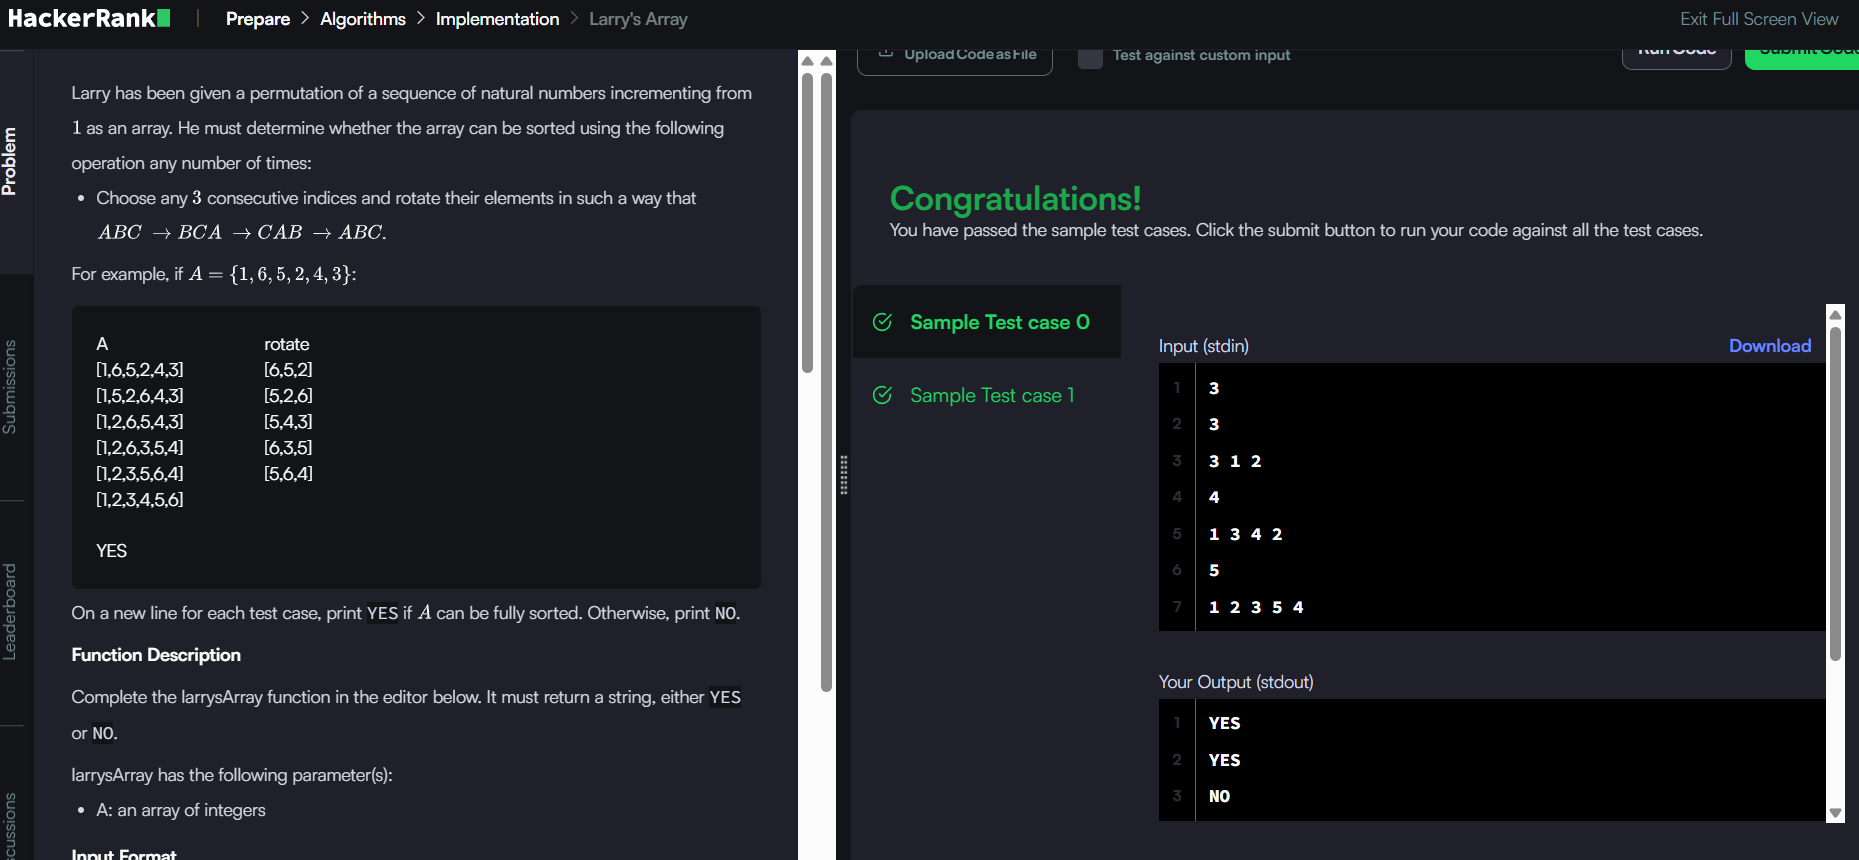 HackerRank | Prepare > Algorithms > Implementation > Larry's Array Exit Full Screen View
Problem
Submissions
Leaderboard
Larry has been given a permutation of a sequence of natural numbers incrementing from
1 as an array. He must determine whether the array can be sorted using the following
operation any number of times:
• Choose any 3 consecutive indices and rotate their elements in such a way that
ABC → BCA → CAB → ABC.
For example, if A = {1, 6, 5, 2, 4, 3}:
A rotate
[1,6,5,2,4,3] [6,5,2]
[1,5,2,6,4,3] [5,2,6]
[1,2,6,5,4,3] [5,4,3]
[1,2,6,3,5,4] [6,3,5]
[1,2,3,5,6,4] [5,6,4]
[1,2,3,4,5,6]
YES
On a new line for each test case, print YES if A can be fully sorted. Otherwise, print NO.
Function Description
Complete the larrysArray function in the editor below. It must return a string, either YES
or NO.
larrysArray has the following parameter(s):
• A: an array of integers
Input Format
Upload Code as File Test against custom input Run Code Submit Code
Congratulations!
You have passed the sample test cases. Click the submit button to run your code against all the test cases.
Sample Test case 0
Sample Test case 1
Input (stdin) Download
1 3
2 3
3 3 1 2
4 4
5 1 3 4 2
6 5
7 1 2 3 5 4
Your Output (stdout)
1 YES
2 YES
3 NO